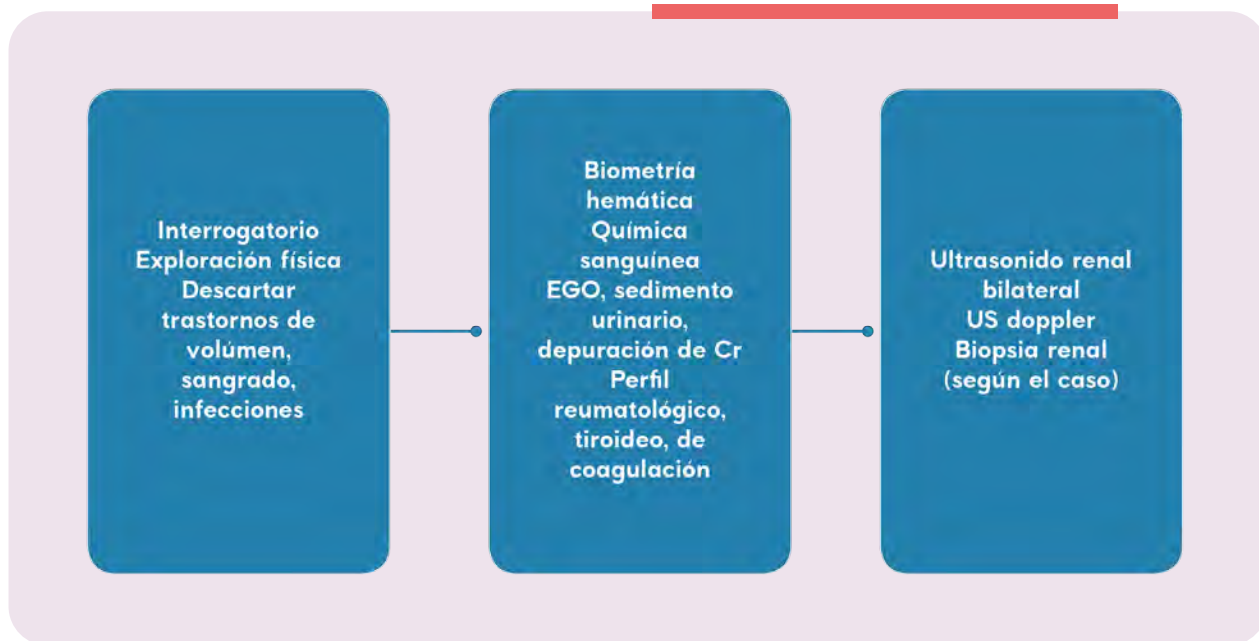 Interrogatorio
Exploración física
Descartar
trastornos de
volúmen,
sangrado,
infecciones
Biometría
hemática
Química
sanguínea
EGO, sedimento
urinario,
depuración de Cr
Perfil
reumatológico,
tiroideo, de
coagulación
Ultrasonido renal
bilateral
US doppler
Biopsia renal
(según el caso)